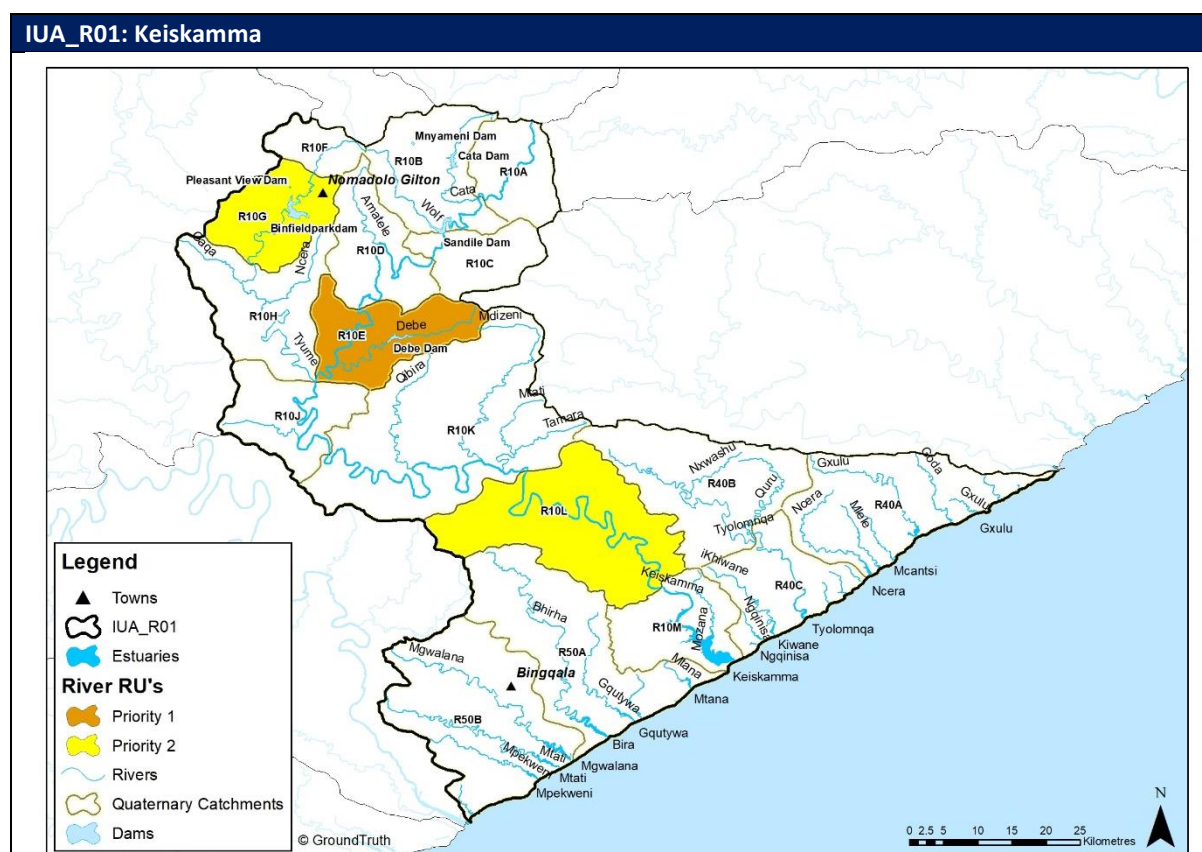 IUA_R01: Keiskamma
Mnyameni Dam
R10F
R10B
Cata Dam
R10A
Pleasant View Dam
Nomadolo Gilton
Cata
R10G
Amatele
Wolf
Binfieldparkdam
Sandile Dam
Ncera
R10D
R10C
R10H
Mdizeni
Debe
R10E
Debe Dam
Tyume
Qibira
Mtati
R10J
Tamara
R10K
Nxwashu
Gxulu
Goda
R40B
Quru
Ncera
Mlele
R40A
Gxulu
R10L
Tyolomnqa
Gxulu
iKhiwane
Mcantsi
Keiskamma
R40C
Ncera
Bhirha
Mozana
Ngqinisa
Tyolomnqa
R10M
Kiwane
Mgwalana
R50A
Ngqinisa
Bingqala
Mlana
Keiskamma
Gqutywa
Mtana
R50B
Gqutywa
Bira
Mpekweni
Mtati
Mgwalana
Mtati
Mpekweni
Legend
Towns
IUA_R01
Estuaries
River RU's
Priority 1
Priority 2
Rivers
Quaternary Catchments
Dams
© GroundTruth
N
0 2.5 5 10 15 20 25
Kilometres